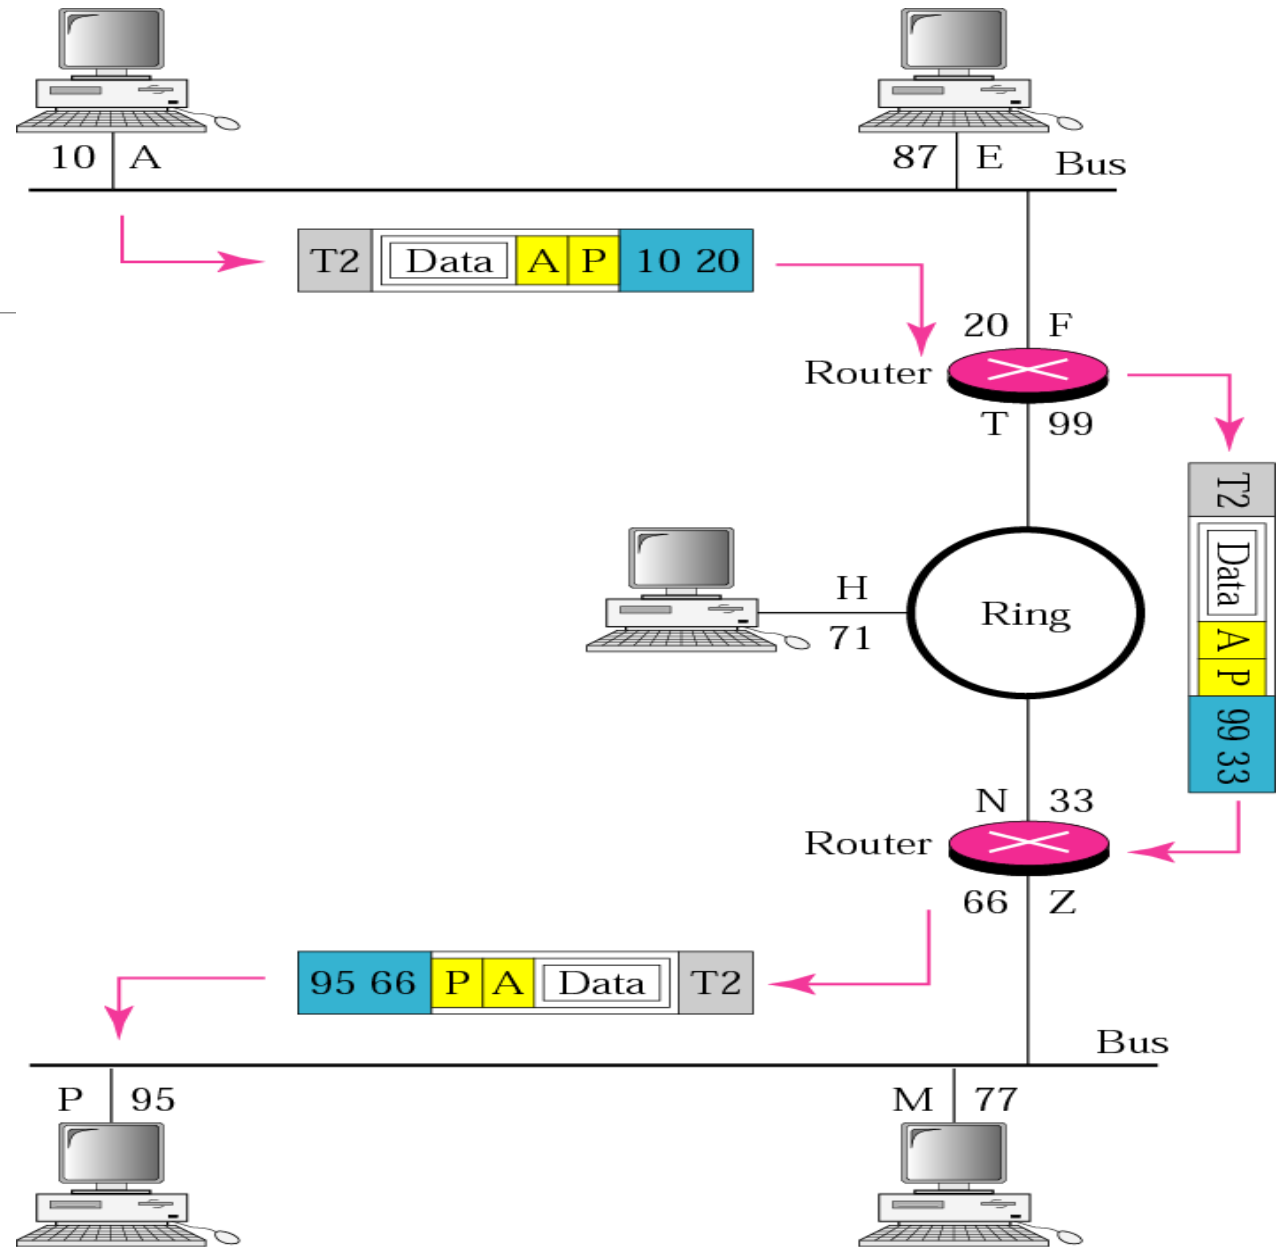 10 A
87 E
Bus
T2 Data A P 10 20
20 F
Router
T 99
T2 Data A P 99 33
H
71
Ring
N 33
Router
66 Z
95 66 P A Data T2
Bus
P 95
M 77